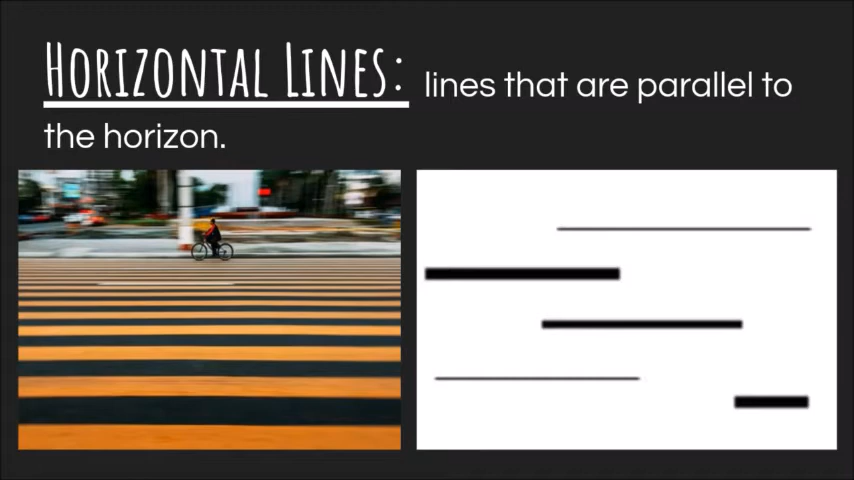 Horizontal Lines: lines that are parallel to
the horizon.